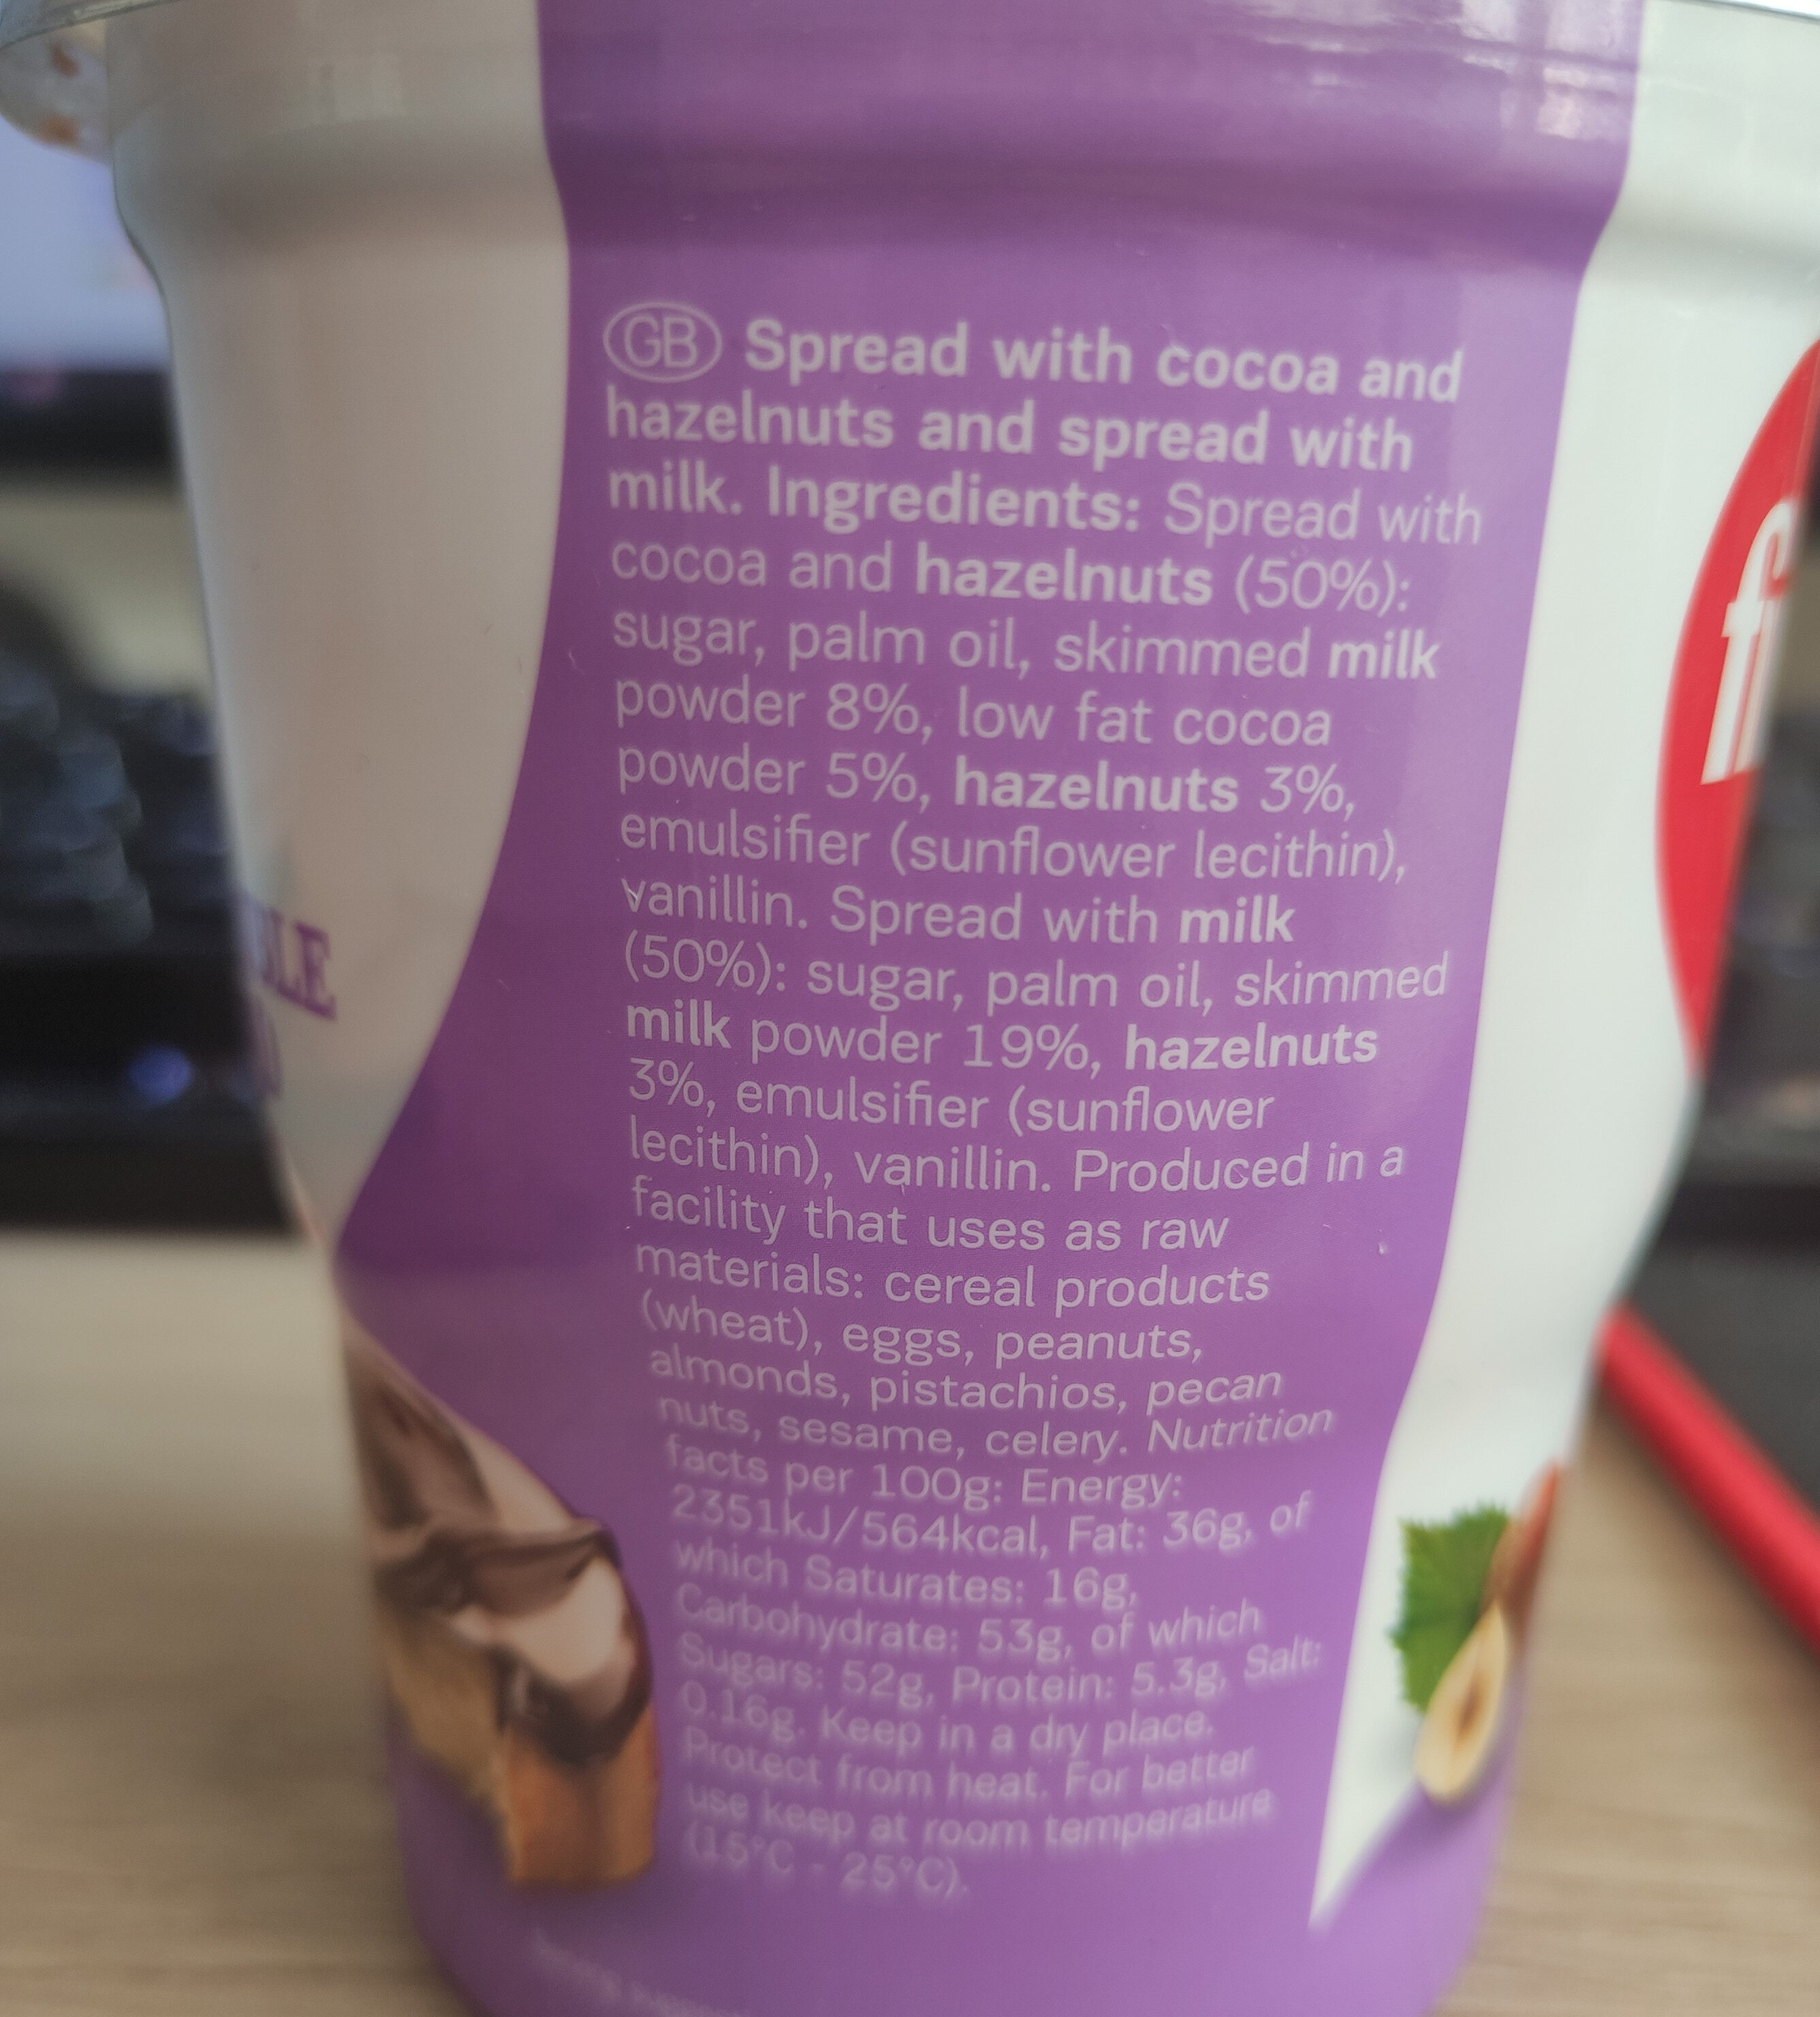 GB Spread with cocoa and
hazelnuts and spread with
milk. Ingredients: Spread with
cocoa and hazelnuts (50%):
sugar, palm oil, skimmed milk
powder 8%, low fat cocoa
powder 5%, hazelnuts 3%,
emulsifier (sunflower lecithin),
vanillin. Spread with milk
(50%): sugar, palm oil, skimmed
milk powder 19%, hazelnuts
3%, emulsifier (sunflower
lecithin), vanillin. Produced in a
facility that uses as raw
materials: cereal products
(wheat), eggs, peanuts,
almonds, pistachios, pecan
nuts, sesame, celery. Nutrition
facts per 100g: Energy:
2351kJ/564kcal, Fat: 36g, of
which Saturates: 16g,
Carbohydrate: 53g, of which
Sugars: 52g, Protein: 5.3g, Salt:
0.16g. Keep in a dry place.
Protect from heat. For better
use keep at room temperature
(15°C - 25°C).